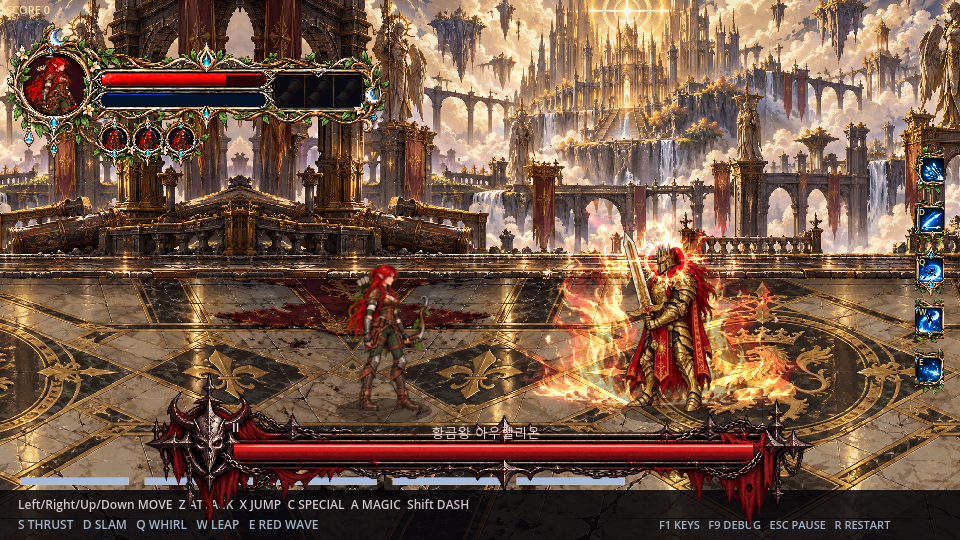 SCORE 0
황금왕 아우렐리온
Left/Right/Up/Down MOVE Z ATTACK X JUMP C SPECIAL A MAGIC Shift DASH
S THRUST D SLAM Q WHIRL W LEAP E RED WAVE
F1 KEYS F9 DEBUG ESC PAUSE R RESTART